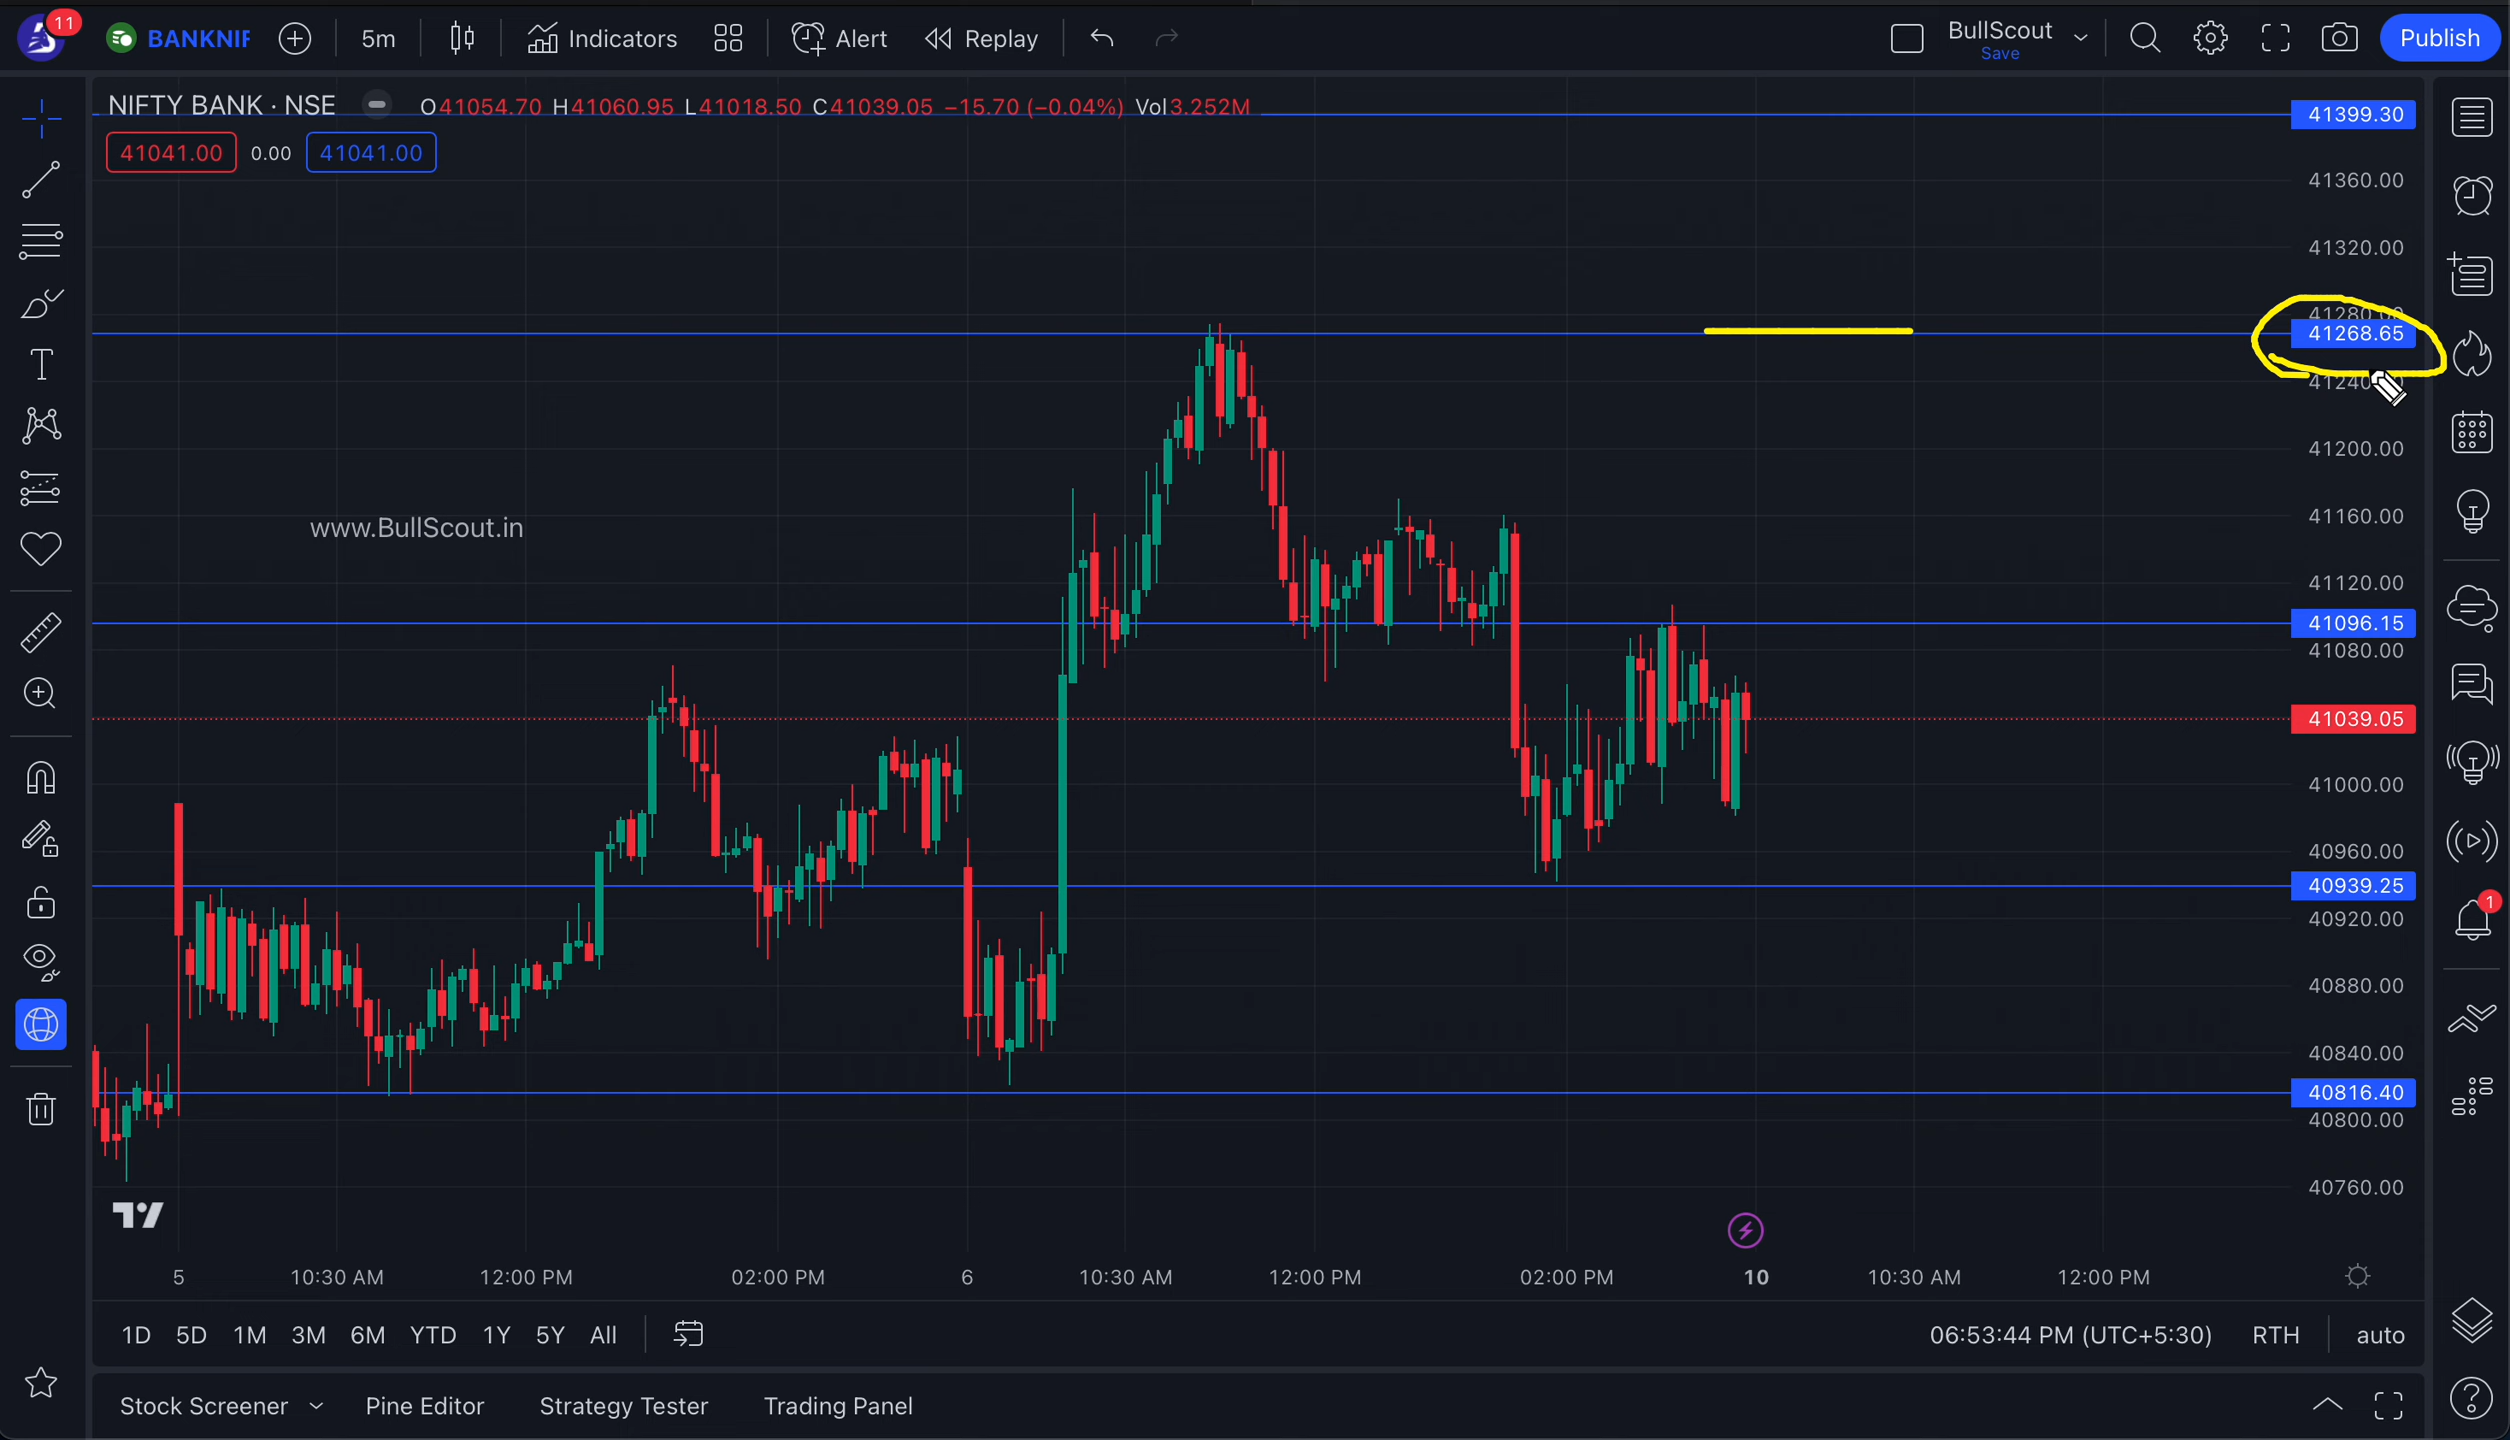 11
BANKNIF
5m
Indicators
Alert
Replay
BullScout
Save
Publish
NIFTY BANK · NSE
O41054.70 H41060.95 L41018.50 C41039.05 −15.70 (−0.04%) Vol3.252M
41041.00 0.00 41041.00
www.BullScout.in
41399.30
41360.00
41320.00
41280.00
41268.65
41240.00
41200.00
41160.00
41120.00
41096.15
41080.00
41039.05
41000.00
40960.00
40939.25
40920.00
40880.00
40840.00
40816.40
40800.00
40760.00
1
5 10:30 AM 12:00 PM 02:00 PM 6 10:30 AM 12:00 PM 02:00 PM 10 10:30 AM 12:00 PM
1D 5D 1M 3M 6M YTD 1Y 5Y All
06:53:44 PM (UTC+5:30) RTH auto
Stock Screener Pine Editor Strategy Tester Trading Panel